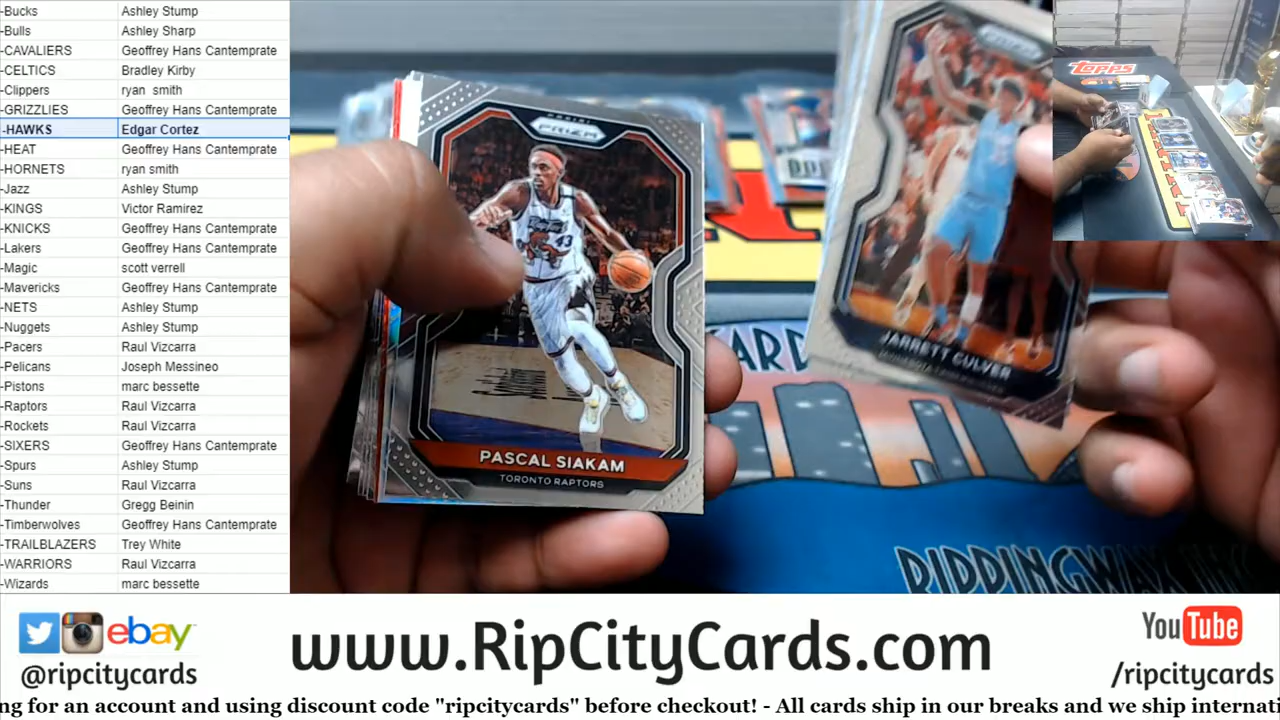 -Bucks Ashley Stump
-Bulls Ashley Sharp
-CAVALIERS Geoffrey Hans Cantemprate
-CELTICS Bradley Kirby
-Clippers ryan smith
-GRIZZLIES Geoffrey Hans Cantemprate
-HAWKS Edgar Cortez
-HEAT Geoffrey Hans Cantemprate
-HORNETS ryan smith
-Jazz Ashley Stump
-KINGS Victor Ramirez
-KNICKS Geoffrey Hans Cantemprate
-Lakers Geoffrey Hans Cantemprate
-Magic scott verrell
-Mavericks Geoffrey Hans Cantemprate
-NETS Ashley Stump
-Nuggets Ashley Stump
-Pacers Raul Vizcarra
-Pelicans Joseph Messineo
-Pistons marc bessette
-Raptors Raul Vizcarra
-Rockets Raul Vizcarra
-SIXERS Geoffrey Hans Cantemprate
-Spurs Ashley Stump
-Suns Raul Vizcarra
-Thunder Gregg Beinin
-Timberwolves Geoffrey Hans Cantemprate
-TRAILBLAZERS Trey White
-WARRIORS Raul Vizcarra
-Wizards marc bessette
PANINI
PRIZM
43
PASCAL SIAKAM
TORONTO RAPTORS
JARRETT CULVER
TOPPS
RIPPINGWAX
ebay
@ripcitycards
www.RipCityCards.com
YouTube
/ripcitycards
ng for an account and using discount code "ripcitycards" before checkout! - All cards ship in our breaks and we ship internati